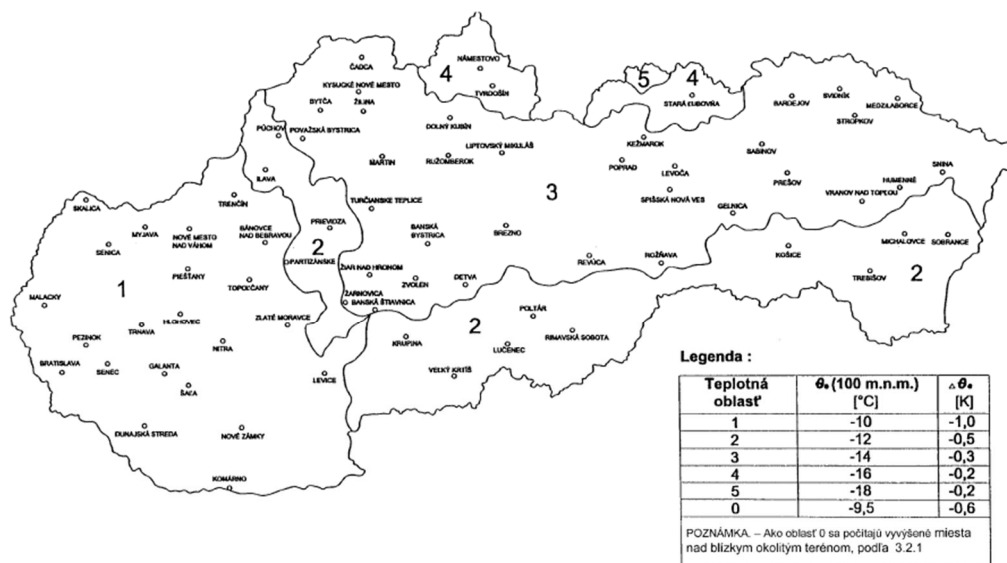 ČADCA
4
NÁMESTOVO
KYSUCKÉ NOVÉ MESTO
TVRDOŠÍN
5
4
STARÁ ĽUBOVŇA
BYTČA
ŽILINA
BARDEJOV
SVIDNÍK
MEDZILABORCE
STROPKOV
PÚCHOV
POVAŽSKÁ BYSTRICA
DOLNÝ KUBÍN
KEŽMAROK
SABINOV
MARTIN
RUŽOMBEROK
LIPTOVSKÝ MIKULÁŠ
POPRAD
LEVOČA
PREŠOV
SNINA
ILAVA
HUMENNÉ
VRANOV NAD TOPĽOU
SPIŠSKÁ NOVÁ VES
3
TRENČÍN
SKALICA
TURČIANSKE TEPLICE
GELNICA
MYJAVA
NOVÉ MESTO
NAD VÁHOM
BÁNOVCE
NAD BEBRAVOU
PRIEVIDZA
BANSKÁ
BYSTRICA
BREZNO
SENICA
2
PARTIZÁNSKE
MICHALOVCE
SOBRANCE
KOŠICE
REVÚCA
ROŽŇAVA
PIEŠŤANY
TOPOĽČANY
ŽIAR NAD HRONOM
ZVOLEN
DETVA
TREBIŠOV
2
1
MALACKY
ŽARNOVICA
BANSKÁ ŠTIAVNICA
HLOHOVEC
TRNAVA
ZLATÉ MORAVCE
2
POLTÁR
RIMAVSKÁ SOBOTA
PEZINOK
NITRA
KRUPINA
LUČENEC
BRATISLAVA
SENEC
GALANTA
ŠAĽA
LEVICE
VEĽKÝ KRTÍŠ
DUNAJSKÁ STREDA
NOVÉ ZÁMKY
KOMÁRNO
Legenda :
Teplotná oblasť θₑ (100 m.n.m.) [°C] △θₑ [K]
1 -10 -1,0
2 -12 -0,5
3 -14 -0,3
4 -16 -0,2
5 -18 -0,2
0 -9,5 -0,6
POZNÁMKA. – Ako oblasť 0 sa počítajú vyvýšené miesta
nad blízkym okolitým terénom, podľa 3.2.1